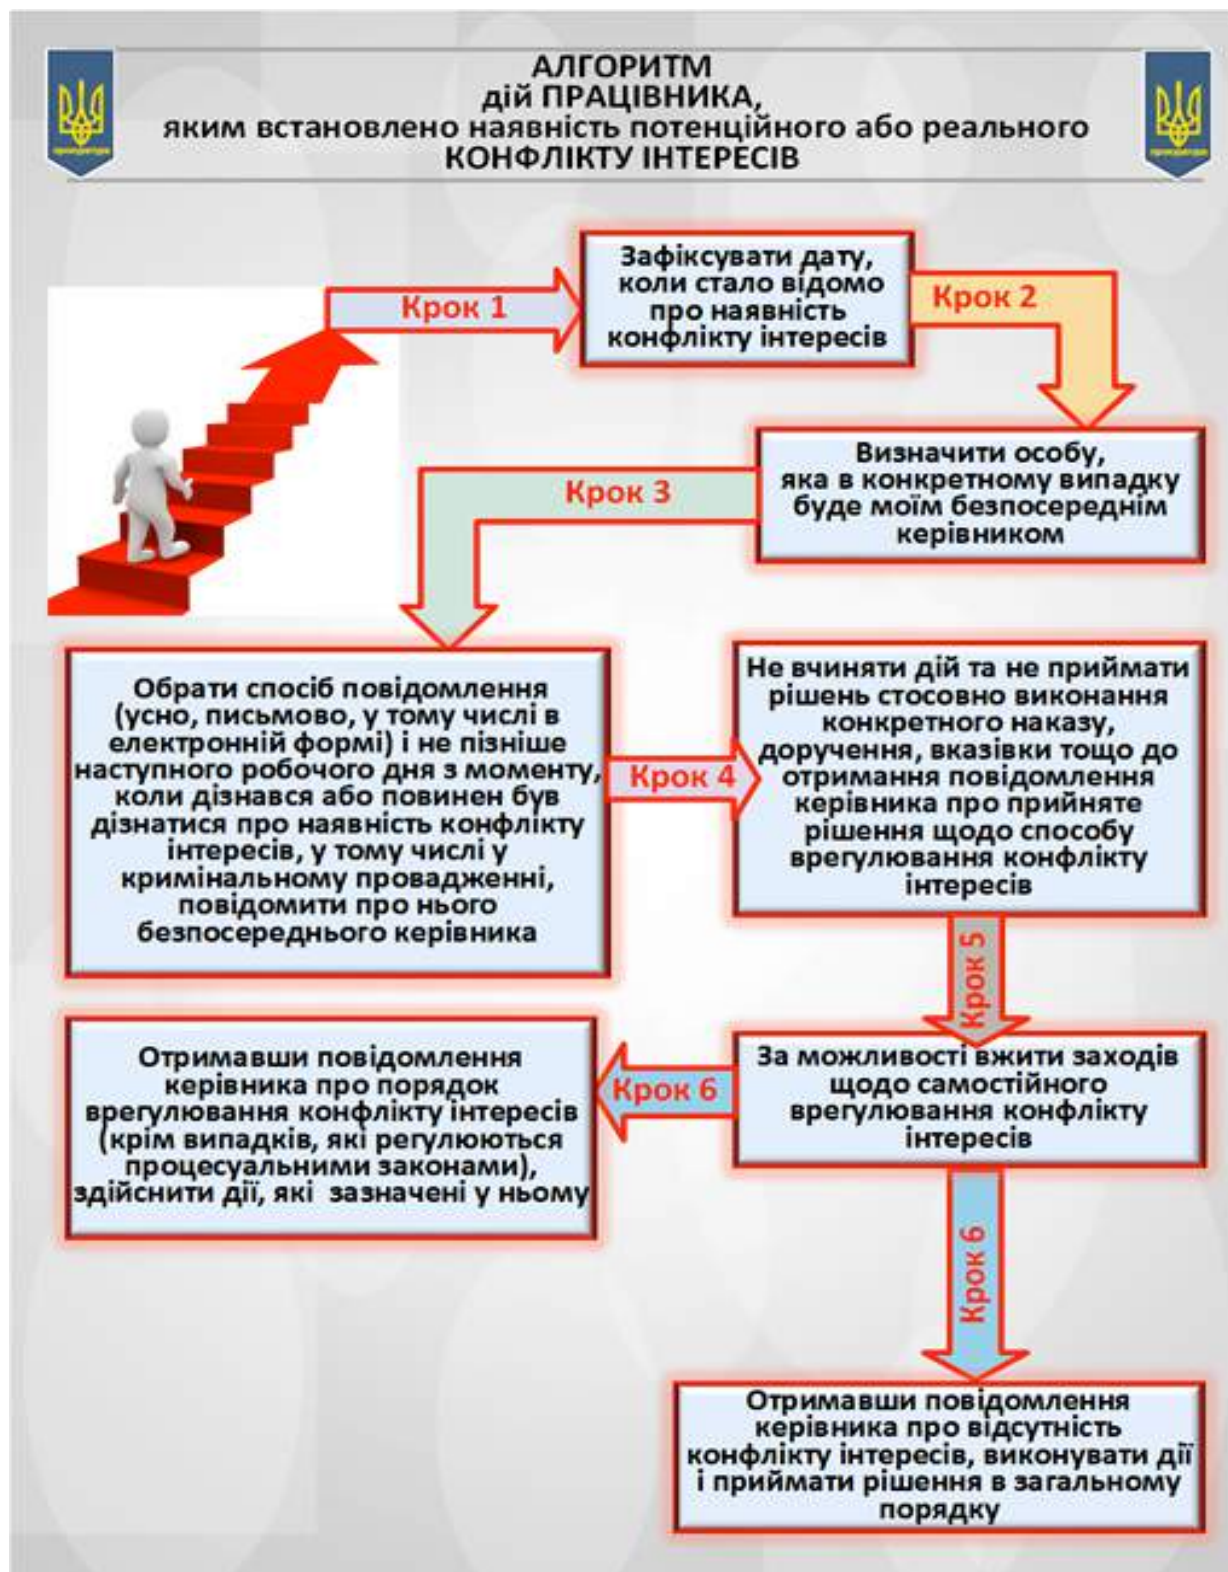 АЛГОРИТМ
дій ПРАЦІВНИКА,
яким встановлено наявність потенційного або реального
КОНФЛІКТУ ІНТЕРЕСІВ
Крок 1
Зафіксувати дату,
коли стало відомо
про наявність
конфлікту інтересів
Крок 2
Визначити особу,
яка в конкретному випадку
буде моїм безпосереднім
керівником
Крок 3
Обрати спосіб повідомлення
(усно, письмово, у тому числі в
електронній формі) і не пізніше
наступного робочого дня з моменту,
коли дізнався або повинен був
дізнатися про наявність конфлікту
інтересів, у тому числі у
кримінальному провадженні,
повідомити про нього
безпосереднього керівника
Крок 4
Не вчиняти дій та не приймати
рішень стосовно виконання
конкретного наказу,
доручення, вказівки тощо до
отримання повідомлення
керівника про прийняте
рішення щодо способу
врегулювання конфлікту
інтересів
Крок 5
За можливості вжити заходів
щодо самостійного
врегулювання конфлікту
інтересів
Крок 6
Отримавши повідомлення
керівника про порядок
врегулювання конфлікту інтересів
(крім випадків, які регулюються
процесуальними законами),
здійснити дії, які зазначені у ньому
Крок 6
Отримавши повідомлення
керівника про відсутність
конфлікту інтересів, виконувати дії
і приймати рішення в загальному
порядку